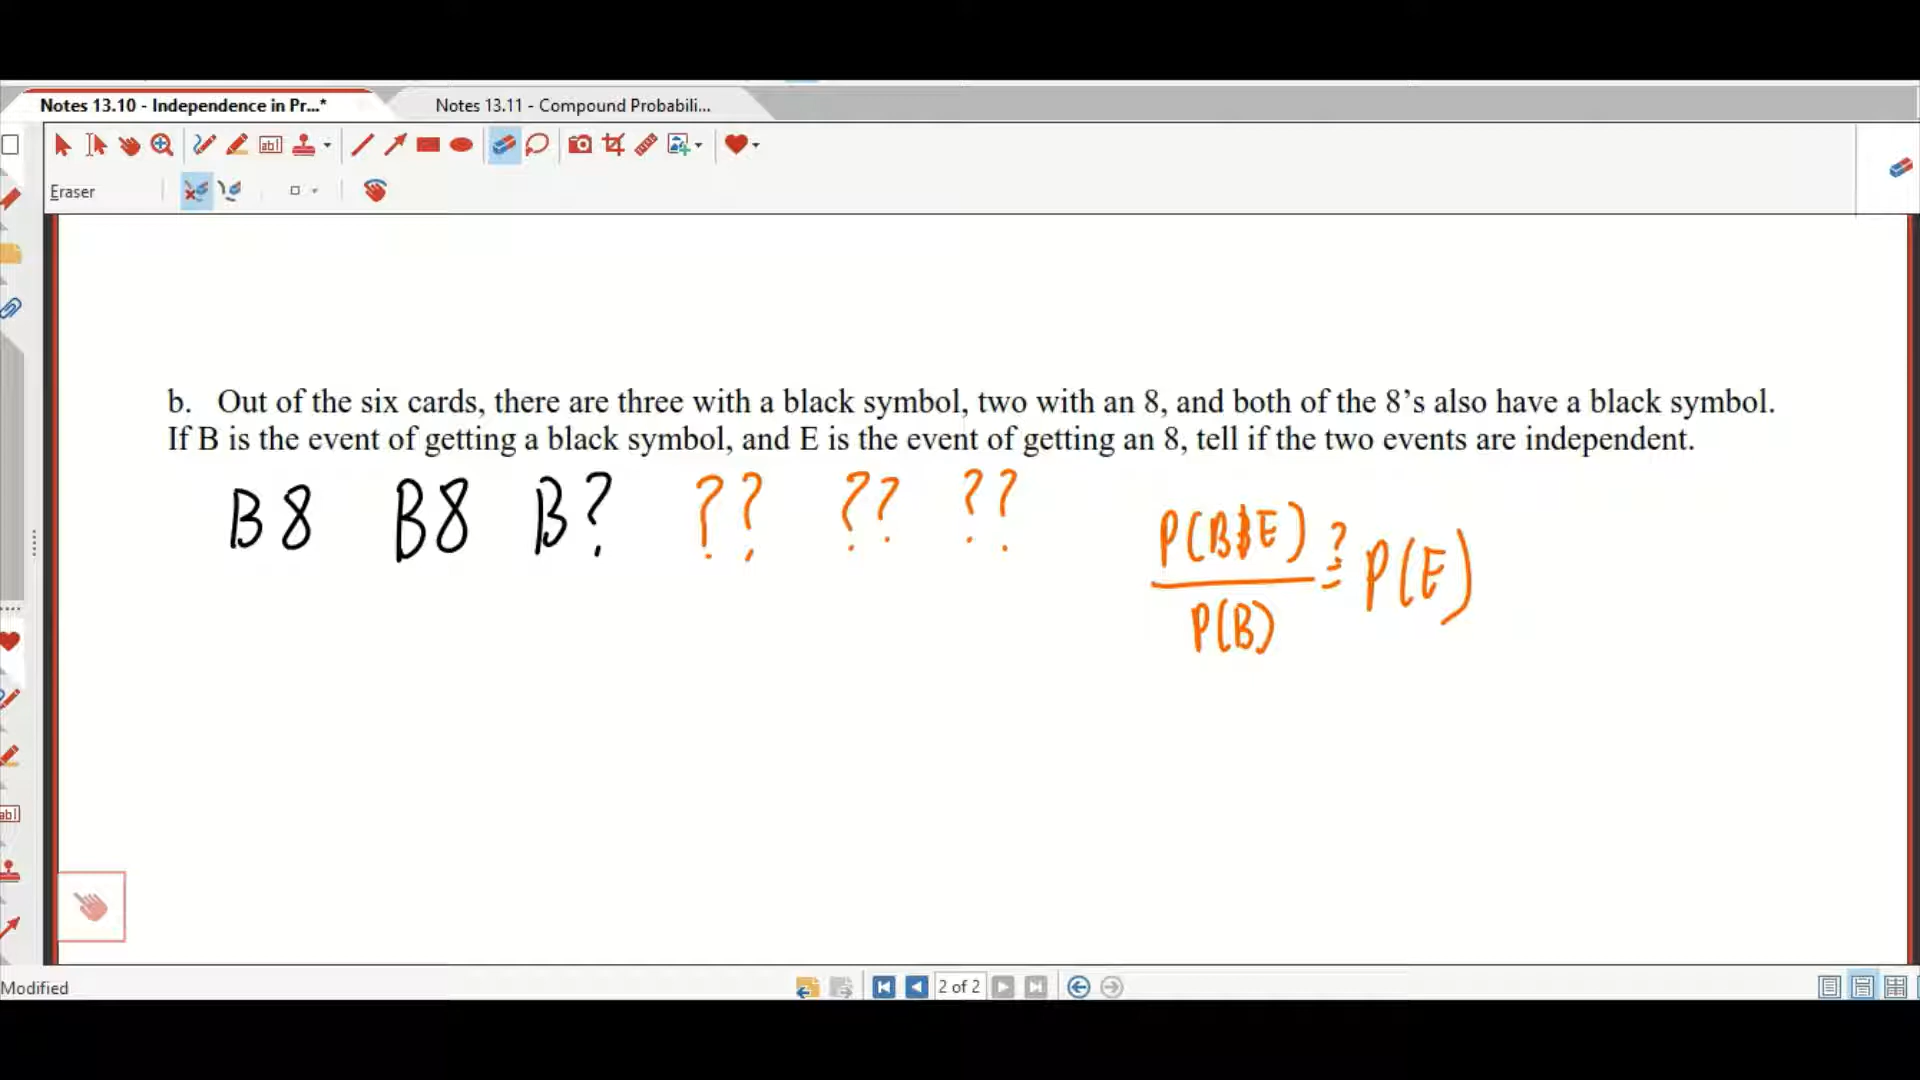 Notes 13.10 - Independence in Pr...*
Notes 13.11 - Compound Probabili...
Eraser
b. Out of the six cards, there are three with a black symbol, two with an 8, and both of the 8's also have a black symbol.
If B is the event of getting a black symbol, and E is the event of getting an 8, tell if the two events are independent.
B8 B8 B? ?? ?? ??
P(B E) ? P(E)
= P(B)
Modified
2 of 2